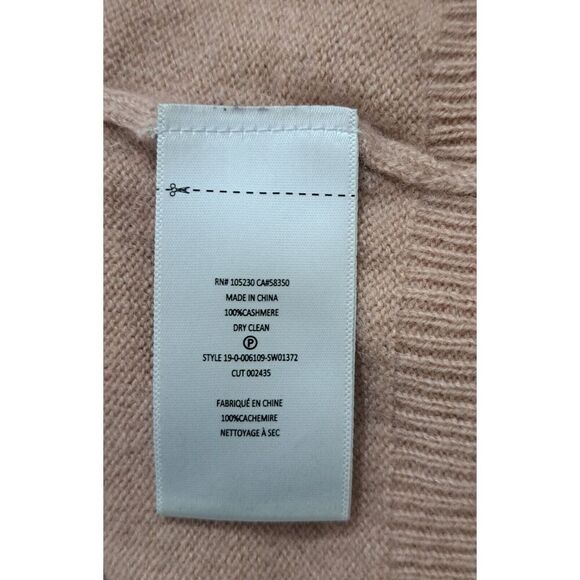 RN# 105230 CA#58350
MADE IN CHINA
100%CASHMERE
DRY CLEAN
P
STYLE 19-0-006109-SW01372
CUT 002435
FABRIQUÉ EN CHINE
100%CACHEMIRE
NETTOYAGE À SEC